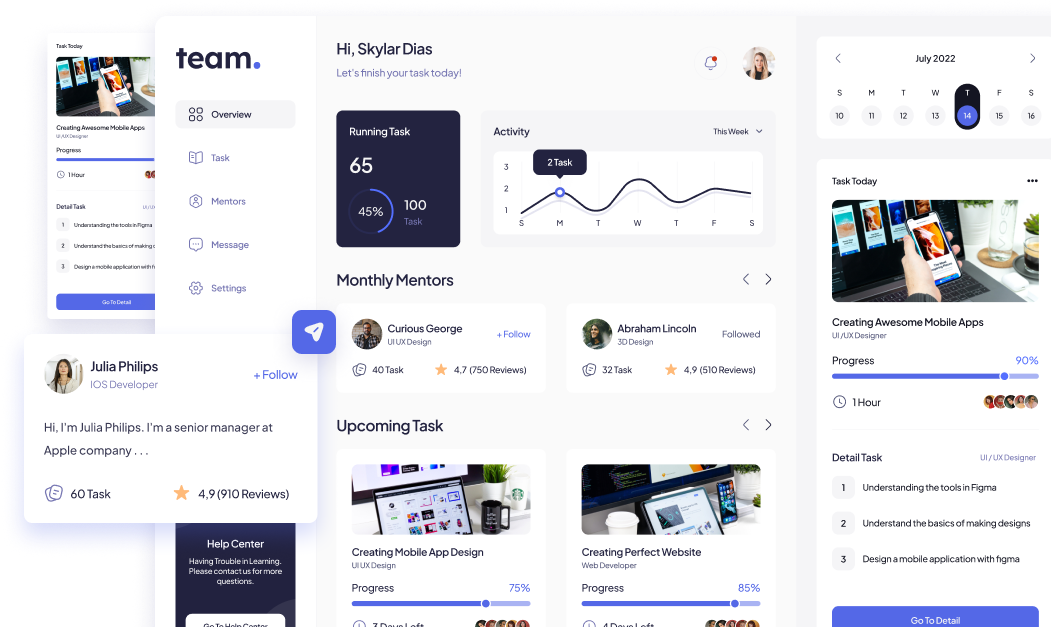 Task Today
Creating Awesome Mobile Apps
UI/UX Designer
Progress
1 Hour
Detail Task
UI/ UX
1 Understanding the tools in Figma
2 Understand the basics of making
3 Design a mobile application with
Go To Detail
Julia Philips
IOS Developer
+ Follow
Hi, I'm Julia Philips. I'm a senior manager at
Apple company . . .
60 Task
4,9 (910 Reviews)
team.
Overview
Task
Mentors
Message
Settings
Help Center
Having Trouble in Learning.
Please contact us for more
questions.
Go To Help Center
Hi, Skylar Dias
Let's finish your task today!
Running Task
65
45%
100
Task
Activity
This Week
2 Task
3
2
1
S M T W T F S
Monthly Mentors
Curious George
UI UX Design
+ Follow
40 Task
4,7 (750 Reviews)
Abraham Lincoln
3D Design
Followed
32 Task
4,9 (510 Reviews)
Upcoming Task
Creating Mobile App Design
UI UX Design
Progress 75%
3 Days Left
Creating Perfect Website
Web Developer
Progress 85%
4 Days Left
July 2022
S M T W T F S
10 11 12 13 14 15 16
Task Today
Creating Awesome Mobile Apps
UI /UX Designer
Progress 90%
1 Hour
Detail Task
UI / UX Designer
1 Understanding the tools in Figma
2 Understand the basics of making designs
3 Design a mobile application with figma
Go To Detail